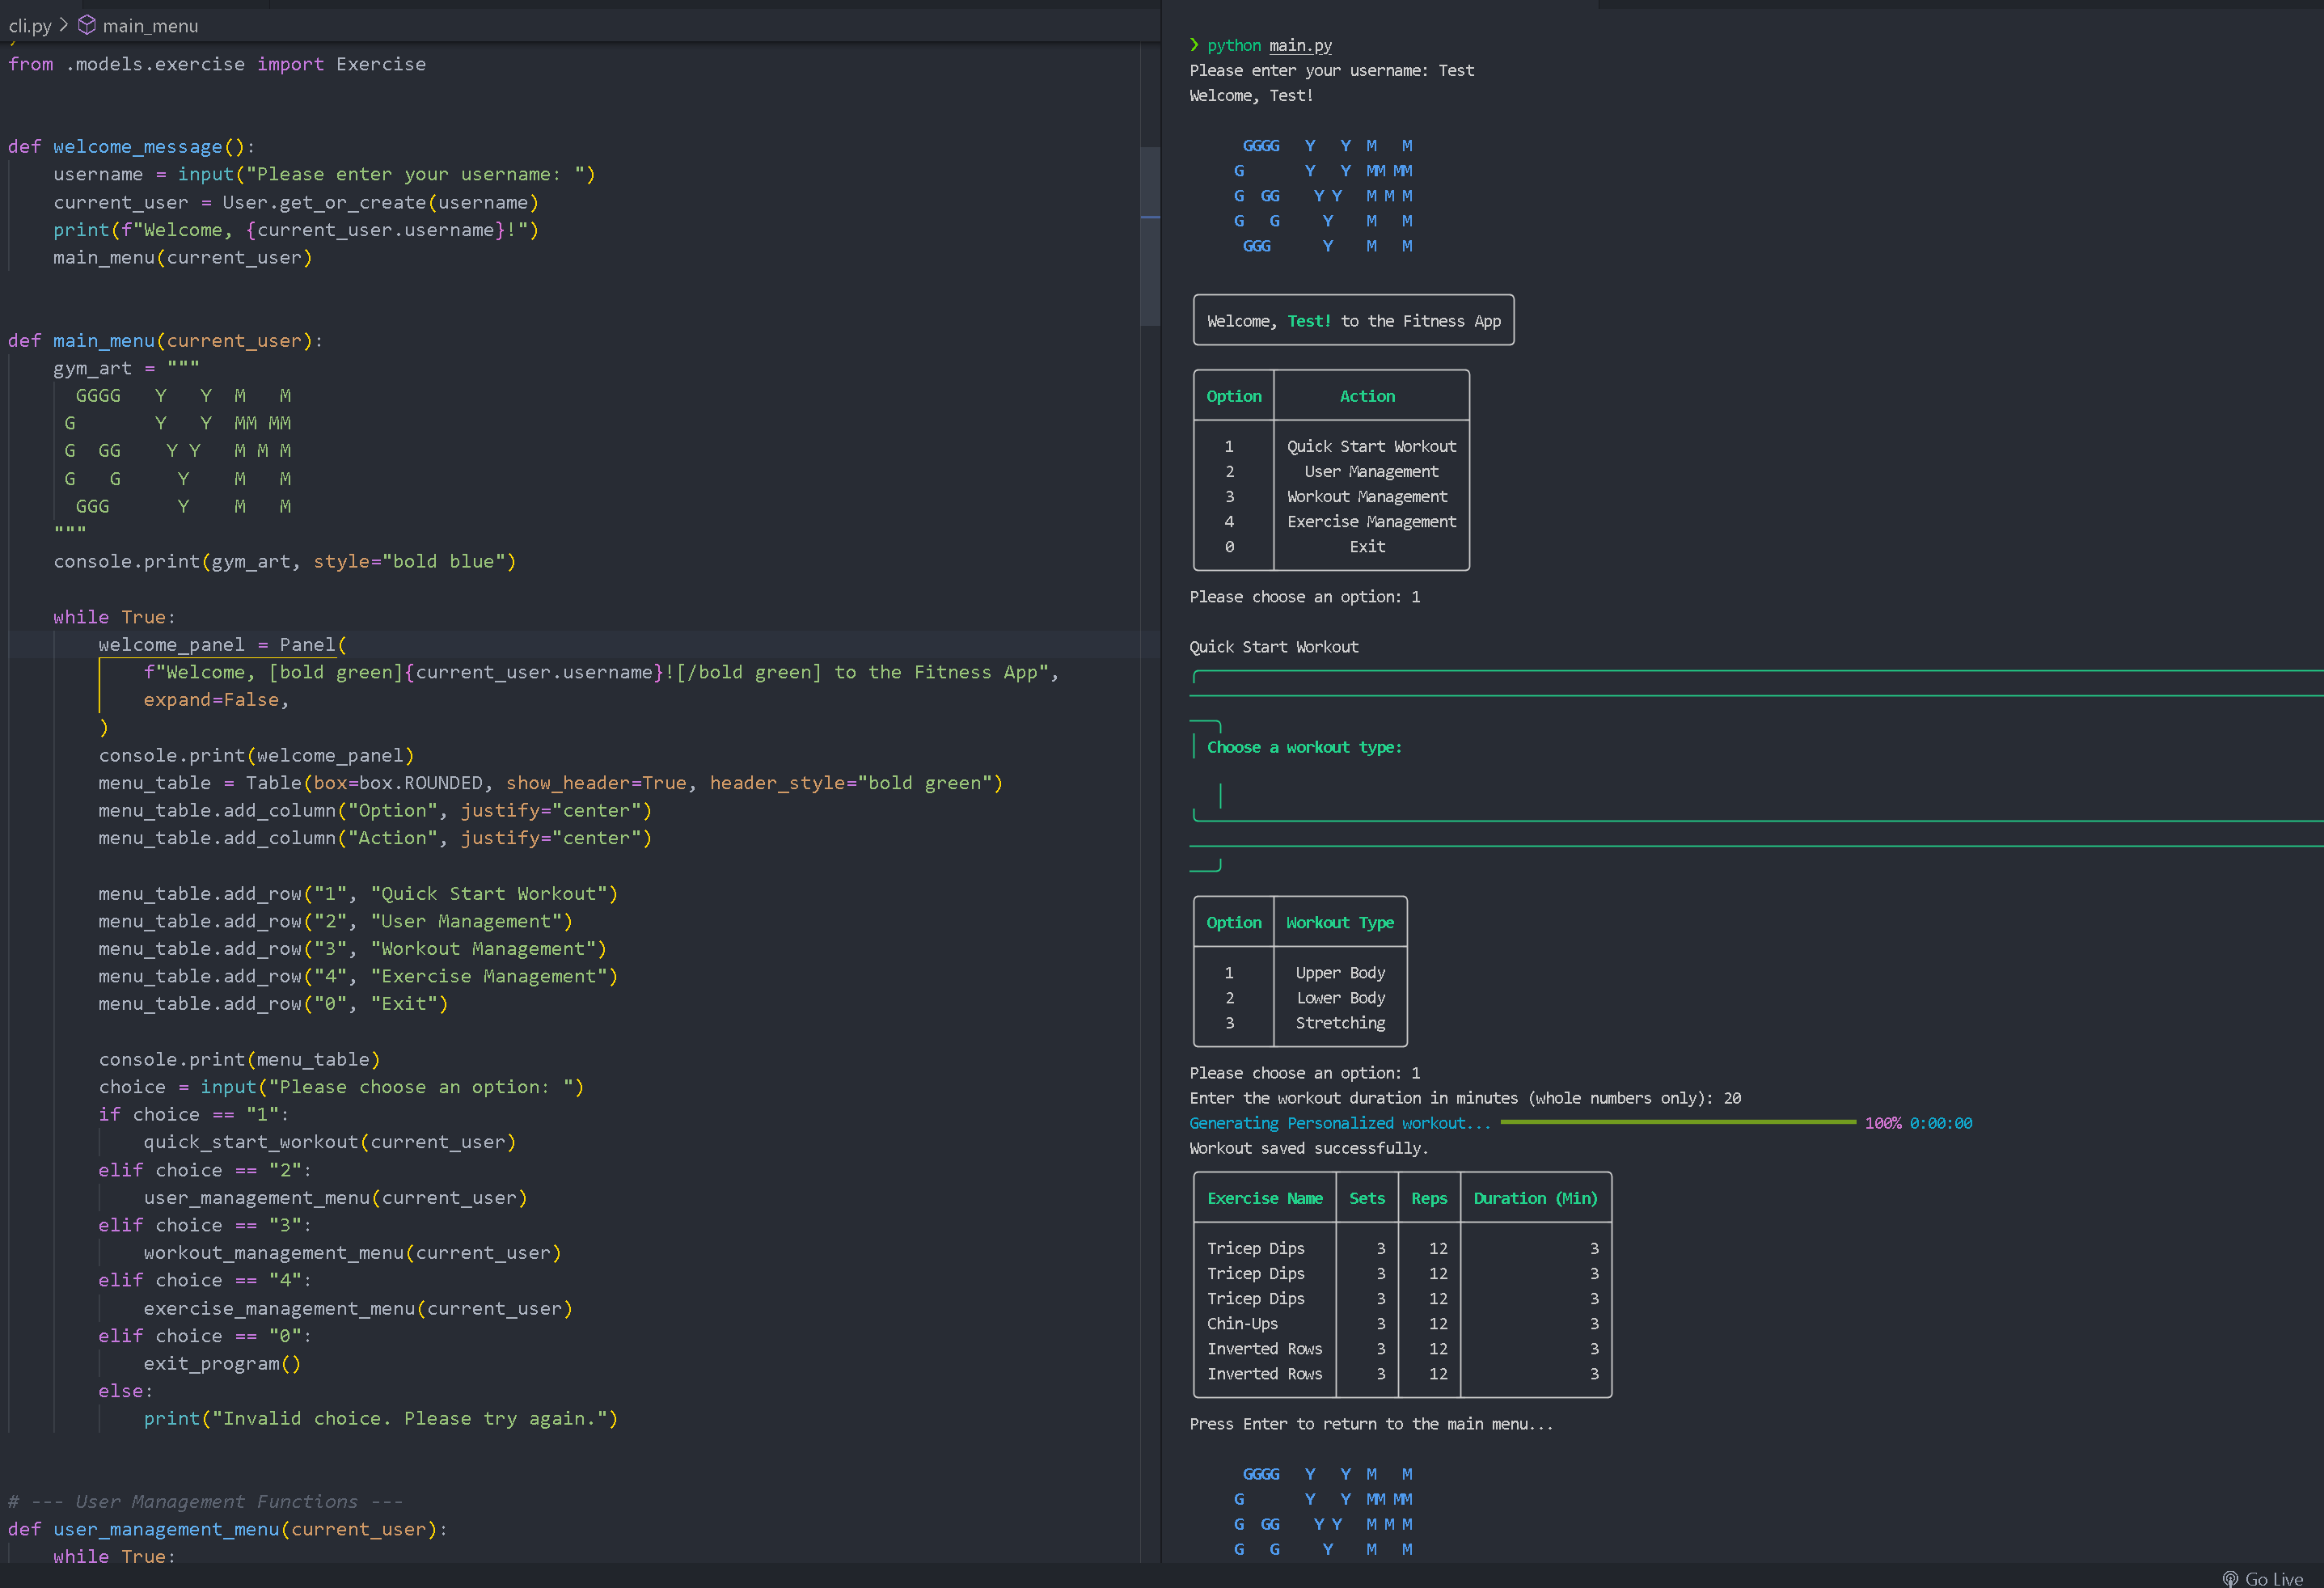 cli.py > main_menu
from .models.exercise import Exercise
def welcome_message():
    username = input("Please enter your username: ")
    current_user = User.get_or_create(username)
    print(f"Welcome, {current_user.username}!")
    main_menu(current_user)
def main_menu(current_user):
    gym_art = """
      GGGG   Y   Y  M   M
     G       Y   Y  MM MM
     G  GG    Y Y   M M M
     G   G     Y    M   M
      GGG      Y    M   M
    """
    console.print(gym_art, style="bold blue")
    while True:
        welcome_panel = Panel(
            f"Welcome, [bold green]{current_user.username}![/bold green] to the Fitness App",
            expand=False,
        )
        console.print(welcome_panel)
        menu_table = Table(box=box.ROUNDED, show_header=True, header_style="bold green")
        menu_table.add_column("Option", justify="center")
        menu_table.add_column("Action", justify="center")
        menu_table.add_row("1", "Quick Start Workout")
        menu_table.add_row("2", "User Management")
        menu_table.add_row("3", "Workout Management")
        menu_table.add_row("4", "Exercise Management")
        menu_table.add_row("0", "Exit")
        console.print(menu_table)
        choice = input("Please choose an option: ")
        if choice == "1":
            quick_start_workout(current_user)
        elif choice == "2":
            user_management_menu(current_user)
        elif choice == "3":
            workout_management_menu(current_user)
        elif choice == "4":
            exercise_management_menu(current_user)
        elif choice == "0":
            exit_program()
        else:
            print("Invalid choice. Please try again.")
# --- User Management Functions ---
def user_management_menu(current_user):
    while True:
❯ python main.py
Please enter your username: Test
Welcome, Test!
      GGGG   Y   Y  M   M
     G       Y   Y  MM MM
     G  GG    Y Y   M M M
     G   G     Y    M   M
      GGG      Y    M   M
Welcome, Test! to the Fitness App
Option Action
1 Quick Start Workout
2 User Management
3 Workout Management
4 Exercise Management
0 Exit
Please choose an option: 1
Quick Start Workout
Choose a workout type:
Option Workout Type
1 Upper Body
2 Lower Body
3 Stretching
Please choose an option: 1
Enter the workout duration in minutes (whole numbers only): 20
Generating Personalized workout... 100% 0:00:00
Workout saved successfully.
Exercise Name Sets Reps Duration (Min)
Tricep Dips 3 12 3
Tricep Dips 3 12 3
Tricep Dips 3 12 3
Chin-Ups 3 12 3
Inverted Rows 3 12 3
Inverted Rows 3 12 3
Press Enter to return to the main menu...
      GGGG   Y   Y  M   M
     G       Y   Y  MM MM
     G  GG    Y Y   M M M
     G   G     Y    M   M
Go Live